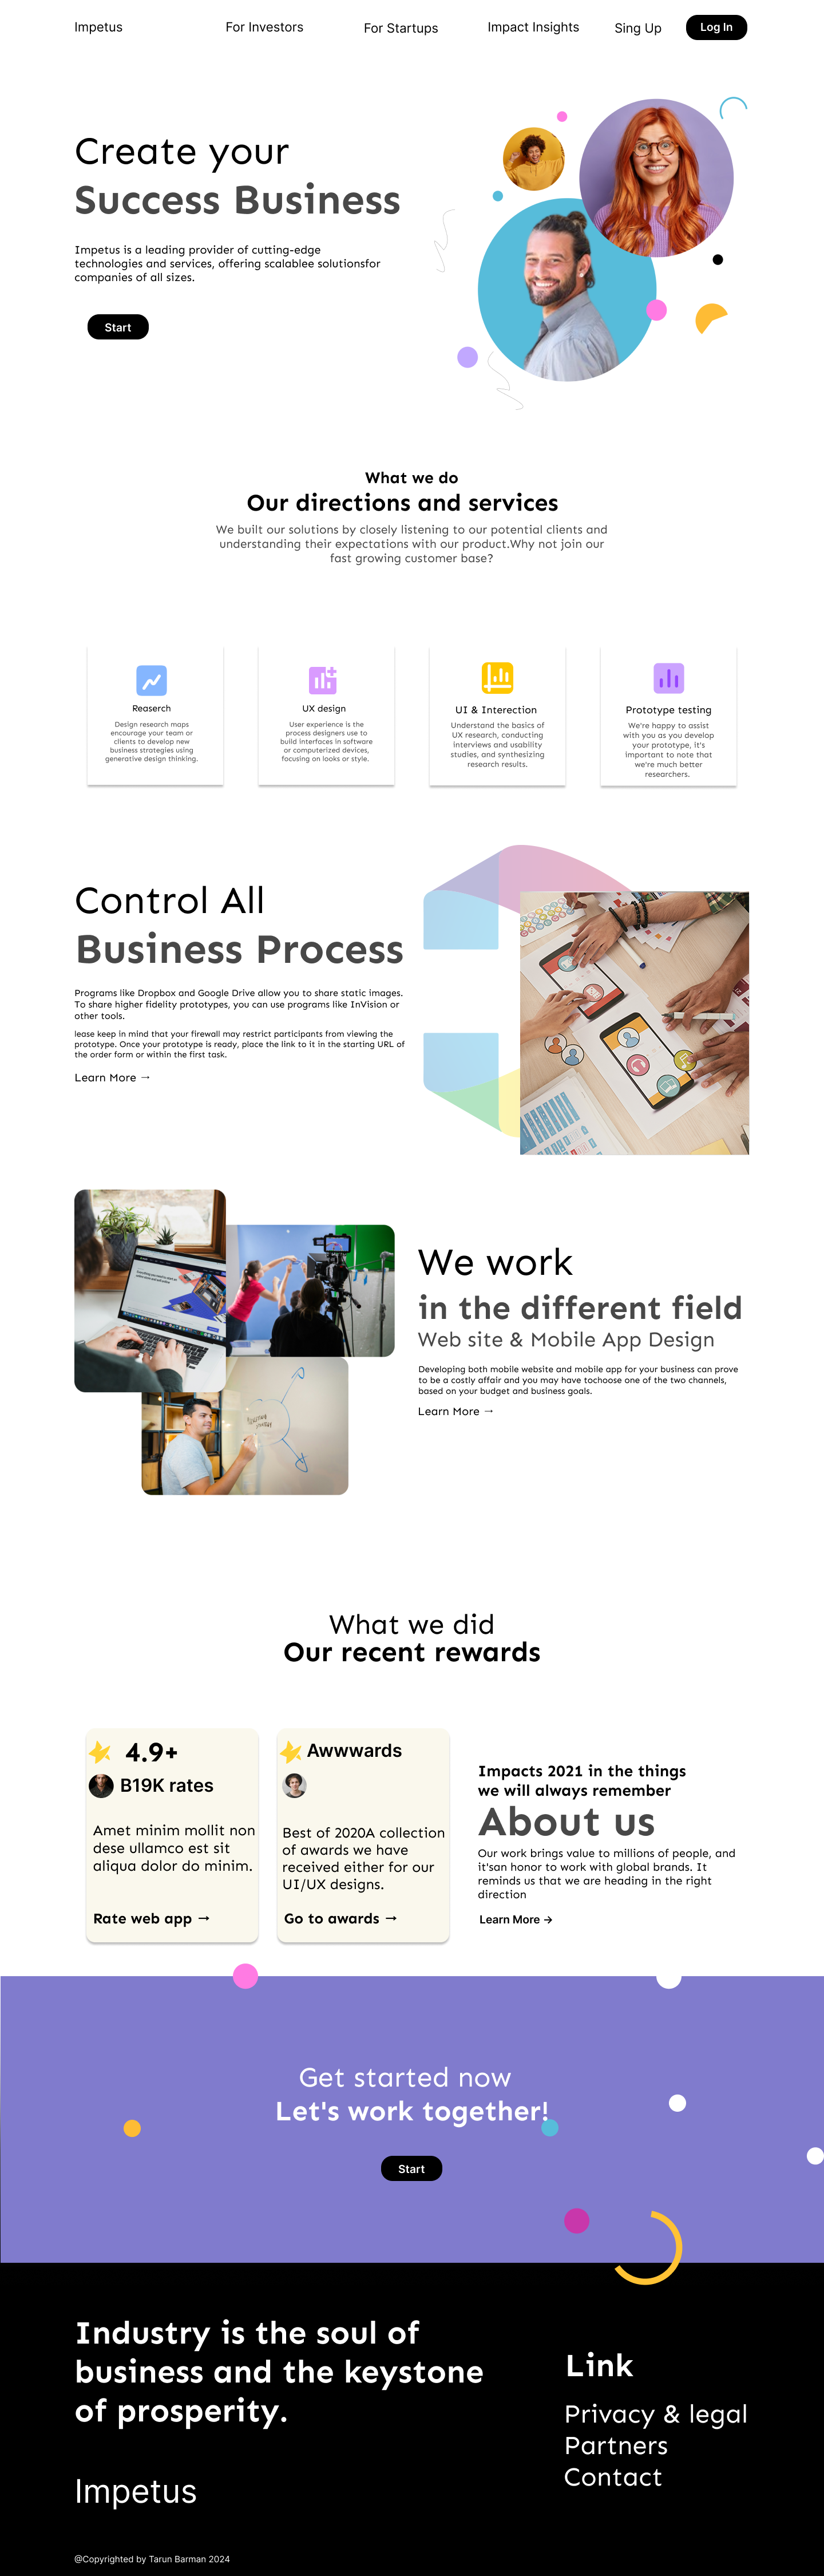 Impetus
For Investors
For Startups
Impact Insights
Sing Up
Log In
Create your
Success Business
Impetus is a leading provider of cutting-edge
technologies and services, offering scalablee solutionsfor
companies of all sizes.
Start
What we do
Our directions and services
We built our solutions by closely listening to our potential clients and
understanding their expectations with our product.Why not join our
fast growing customer base?
Reaserch
Design research maps
encourage your team or
clients to develop new
business strategies using
generative design thinking.
UX design
User experience is the
process designers use to
build interfaces in software
or computerized devices,
focusing on looks or style.
UI & Interection
Understand the basics of
UX research, conducting
interviews and usability
studies, and synthesizing
research results.
Prototype testing
We're happy to assist
with you as you develop
your prototype, it's
important to note that
we're much better
researchers.
Control All
Business Process
Programs like Dropbox and Google Drive allow you to share static images.
To share higher fidelity prototypes, you can use programs like InVision or
other tools.
lease keep in mind that your firewall may restrict participants from viewing the
prototype. Once your prototype is ready, place the link to it in the starting URL of
the order form or within the first task.
Learn More →
We work
in the different field
Web site & Mobile App Design
Developing both mobile website and mobile app for your business can prove
to be a costly affair and you may have tochoose one of the two channels,
based on your budget and business goals.
Learn More →
What we did
Our recent rewards
4.9+
B19K rates
Amet minim mollit non
dese ullamco est sit
aliqua dolor do minim.
Rate web app →
Awwwards
Best of 2020A collection
of awards we have
received either for our
UI/UX designs.
Go to awards →
Impacts 2021 in the things
we will always remember
About us
Our work brings value to millions of people, and
it'san honor to work with global brands. It
reminds us that we are heading in the right
direction
Learn More →
Get started now
Let's work together!
Start
Industry is the soul of
business and the keystone
of prosperity.
Impetus
Link
Privacy & legal
Partners
Contact
@Copyrighted by Tarun Barman 2024